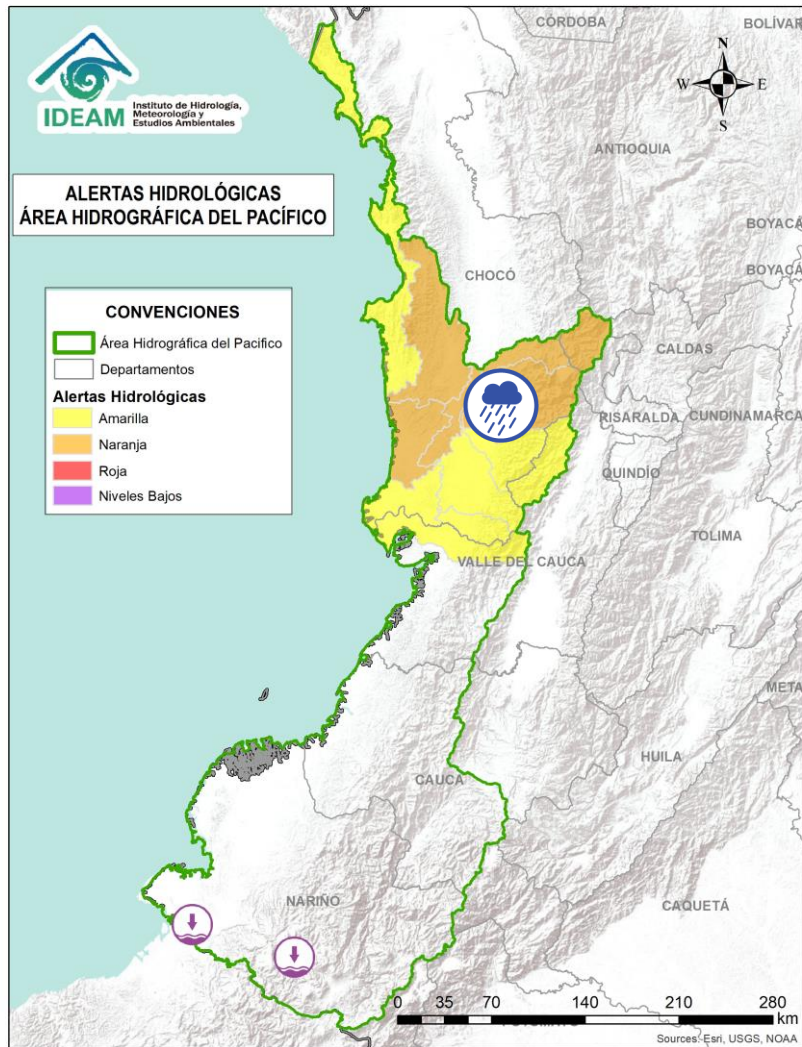 IDEAM
Instituto de Hidrología,
Meteorología y
Estudios Ambientales
ALERTAS HIDROLÓGICAS
ÁREA HIDROGRÁFICA DEL PACÍFICO
CONVENCIONES
Área Hidrográfica del Pacifico
Departamentos
Alertas Hidrológicas
Amarilla
Naranja
Roja
Niveles Bajos
N
W E
S
CÓRDOBA
BOLÍVAR
ANTIOQUIA
BOYACÁ
BOYACÁ
CHOCÓ
CALDAS
RISARALDA
CUNDINAMARCA
QUINDÍO
TOLIMA
VALLE DEL CAUCA
META
HUILA
CAUCA
NARIÑO
CAQUETÁ
0 35 70 140 210 280
km
Sources: Esri, USGS, NOAA